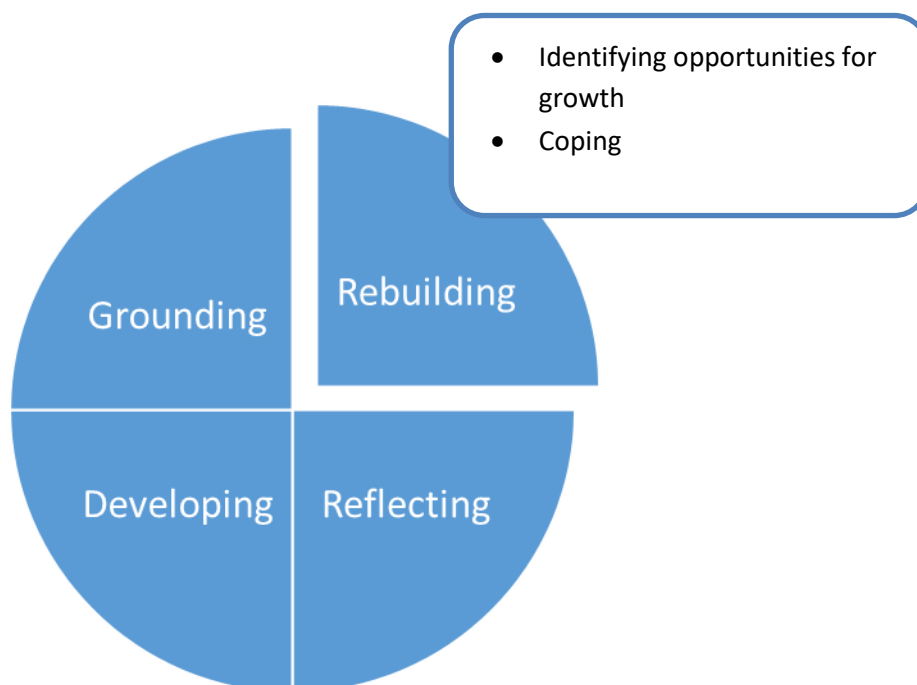 • Identifying opportunities for
growth
• Coping
Rebuilding
Grounding
Developing
Reflecting